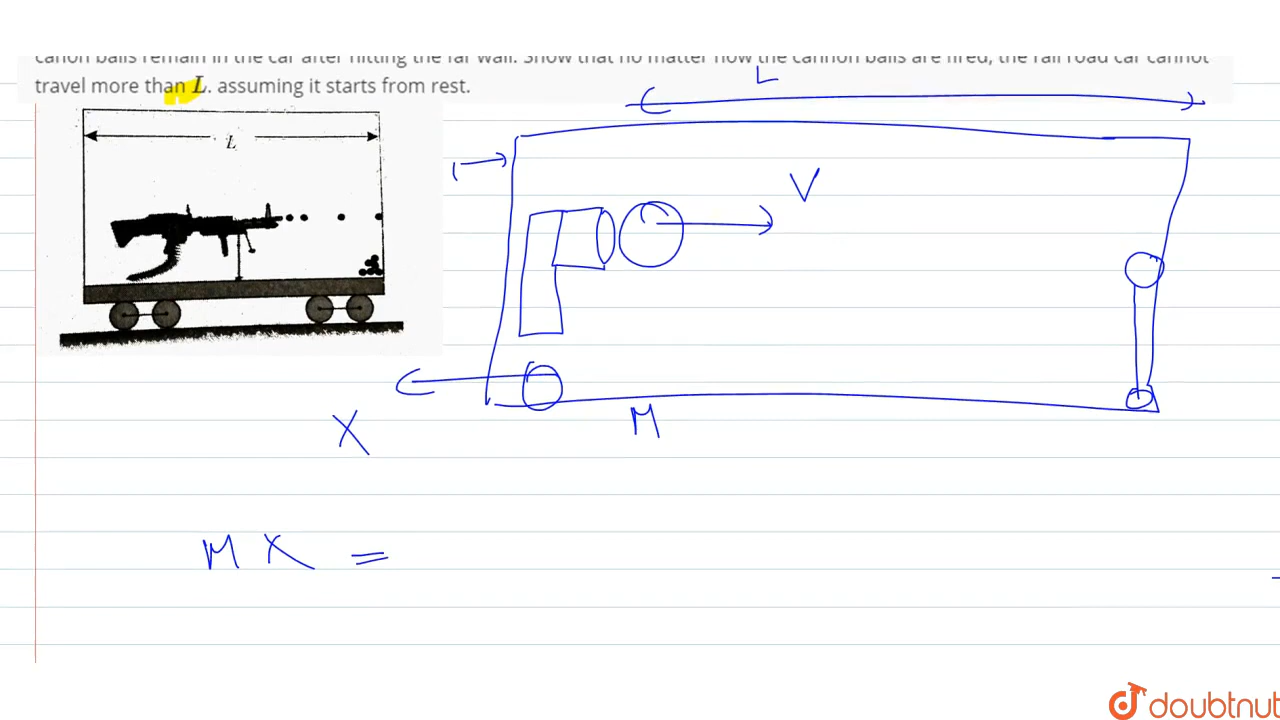 canon balls remain in the car after hitting the far wall. Show that no matter how the cannon balls are fired, the rail road car cannot
travel more than L. assuming it starts from rest.
L
L
V
X
M
M X =
doubtnut